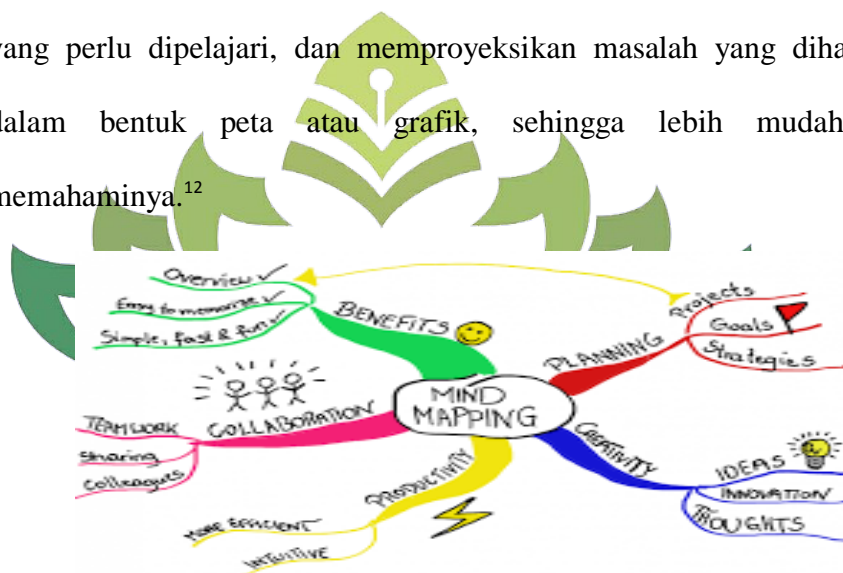 yang perlu dipelajari, dan memproyeksikan masalah yang diha
dalam bentuk peta atau grafik, sehingga lebih mudah
memahaminya.12
Overview
Easy to memorize
Simple, fast & fun
BENEFITS
Projects
Goals
Strategies
PLANNING
MIND
MAPPING
TEAMWORK
sharing
colleagues
COLLABORATION
CREATIVITY
IDEAS
INNOVATION
THOUGHTS
PRODUCTIVITY
MORE EFFICIENT
INTUITIVE